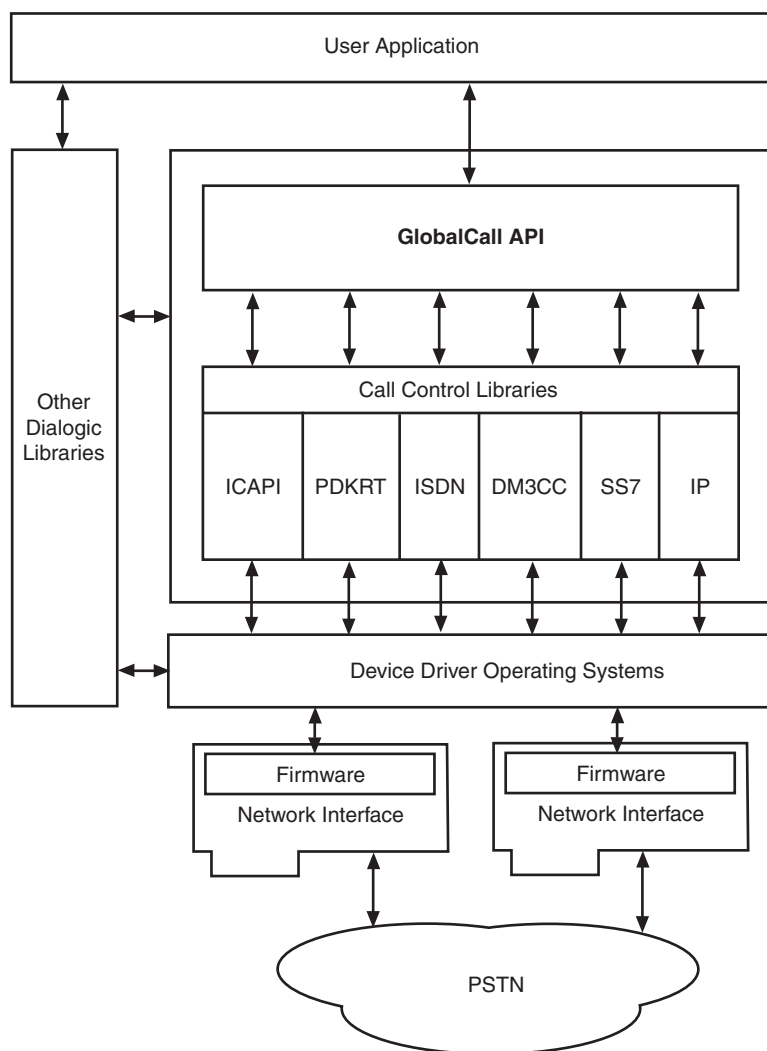 User Application
GlobalCall API
Call Control Libraries
Other
Dialogic
Libraries
ICAPI
PDKRT
ISDN
DM3CC
SS7
IP
Device Driver Operating Systems
Firmware
Network Interface
Firmware
Network Interface
PSTN